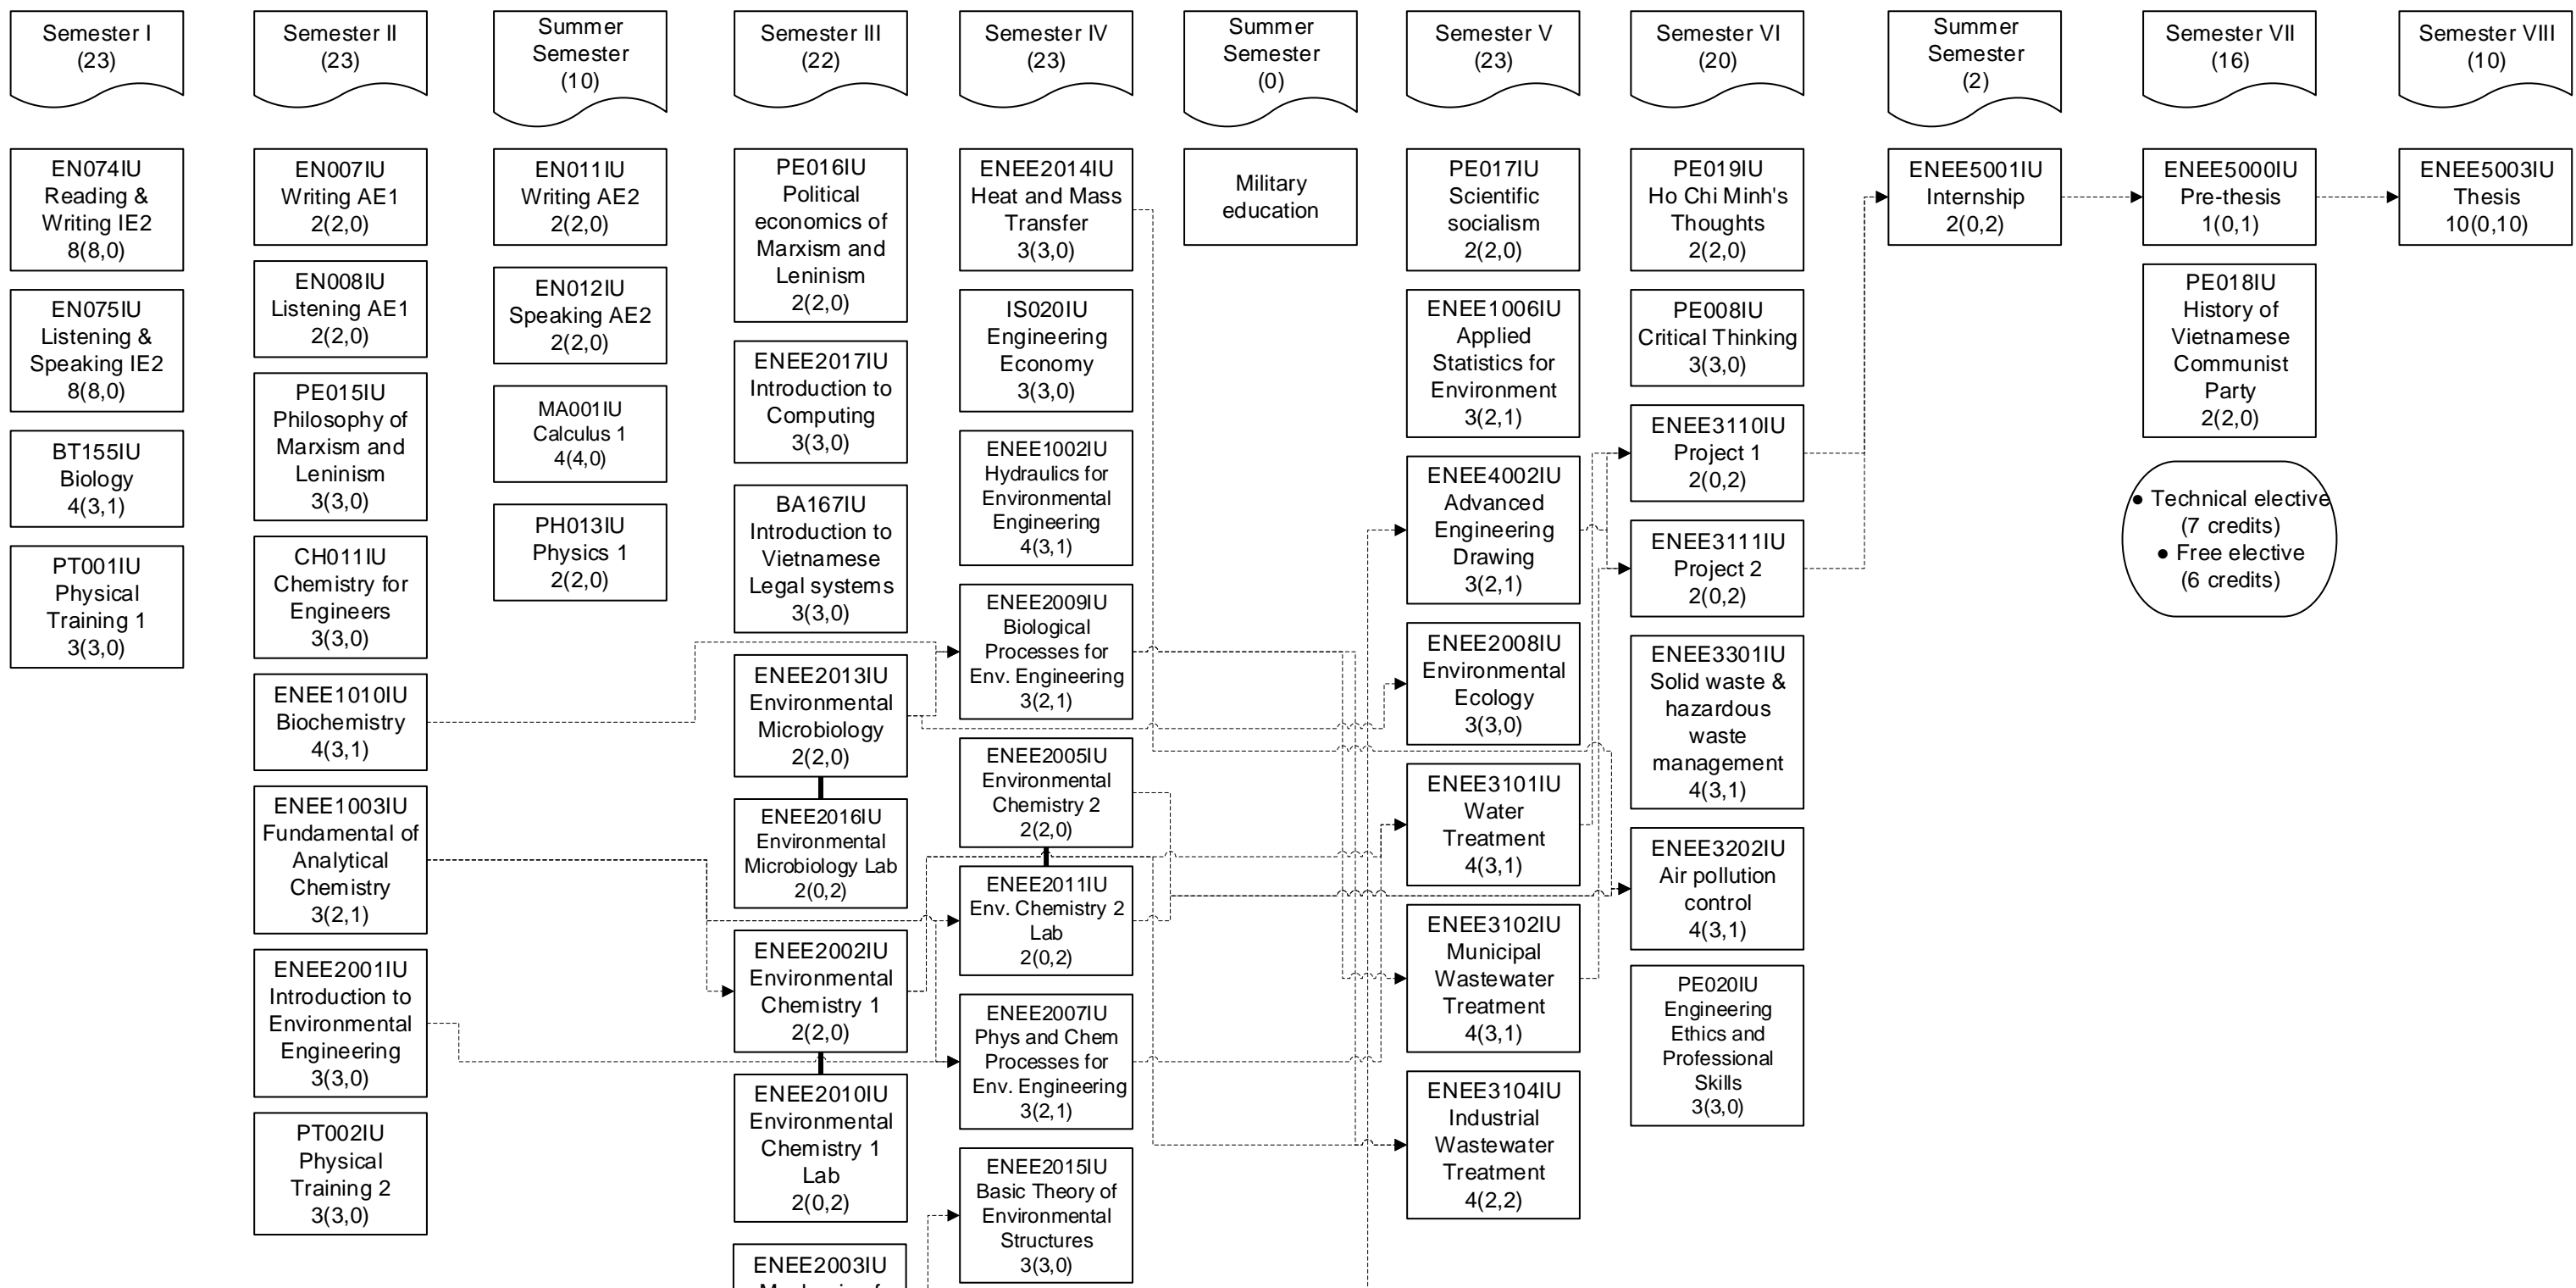 Semester I
(23)
Semester II
(23)
Summer
Semester
(10)
Semester III
(22)
Semester IV
(23)
Summer
Semester
(0)
Semester V
(23)
Semester VI
(20)
Summer
Semester
(2)
Semester VII
(16)
Semester VIII
(10)
EN074IU
Reading &
Writing IE2
8(8,0)
EN075IU
Listening &
Speaking IE2
8(8,0)
BT155IU
Biology
4(3,1)
PT001IU
Physical
Training 1
3(3,0)
EN007IU
Writing AE1
2(2,0)
EN008IU
Listening AE1
2(2,0)
PE015IU
Philosophy of
Marxism and
Leninism
3(3,0)
CH011IU
Chemistry for
Engineers
3(3,0)
ENEE1010IU
Biochemistry
4(3,1)
ENEE1003IU
Fundamental of
Analytical
Chemistry
3(2,1)
ENEE2001IU
Introduction to
Environmental
Engineering
3(3,0)
PT002IU
Physical
Training 2
3(3,0)
EN011IU
Writing AE2
2(2,0)
EN012IU
Speaking AE2
2(2,0)
MA001IU
Calculus 1
4(4,0)
PH013IU
Physics 1
2(2,0)
PE016IU
Political
economics of
Marxism and
Leninism
2(2,0)
ENEE2017IU
Introduction to
Computing
3(3,0)
BA167IU
Introduction to
Vietnamese
Legal systems
3(3,0)
ENEE2013IU
Environmental
Microbiology
2(2,0)
ENEE2016IU
Environmental
Microbiology Lab
2(0,2)
ENEE2002IU
Environmental
Chemistry 1
2(2,0)
ENEE2010IU
Environmental
Chemistry 1
Lab
2(0,2)
ENEE2003IU
ENEE2014IU
Heat and Mass
Transfer
3(3,0)
IS020IU
Engineering
Economy
3(3,0)
ENEE1002IU
Hydraulics for
Environmental
Engineering
4(3,1)
ENEE2009IU
Biological
Processes for
Env. Engineering
3(2,1)
ENEE2005IU
Environmental
Chemistry 2
2(2,0)
ENEE2011IU
Env. Chemistry 2
Lab
2(0,2)
ENEE2007IU
Phys and Chem
Processes for
Env. Engineering
3(2,1)
ENEE2015IU
Basic Theory of
Environmental
Structures
3(3,0)
Military
education
PE017IU
Scientific
socialism
2(2,0)
ENEE1006IU
Applied
Statistics for
Environment
3(2,1)
ENEE4002IU
Advanced
Engineering
Drawing
3(2,1)
ENEE2008IU
Environmental
Ecology
3(3,0)
ENEE3101IU
Water
Treatment
4(3,1)
ENEE3102IU
Municipal
Wastewater
Treatment
4(3,1)
ENEE3104IU
Industrial
Wastewater
Treatment
4(2,2)
PE019IU
Ho Chi Minh's
Thoughts
2(2,0)
PE008IU
Critical Thinking
3(3,0)
ENEE3110IU
Project 1
2(0,2)
ENEE3111IU
Project 2
2(0,2)
ENEE3301IU
Solid waste &
hazardous
waste
management
4(3,1)
ENEE3202IU
Air pollution
control
4(3,1)
PE020IU
Engineering
Ethics and
Professional
Skills
3(3,0)
ENEE5001IU
Internship
2(0,2)
ENEE5000IU
Pre-thesis
1(0,1)
PE018IU
History of
Vietnamese
Communist
Party
2(2,0)
● Technical elective
(7 credits)
● Free elective
(6 credits)
ENEE5003IU
Thesis
10(0,10)